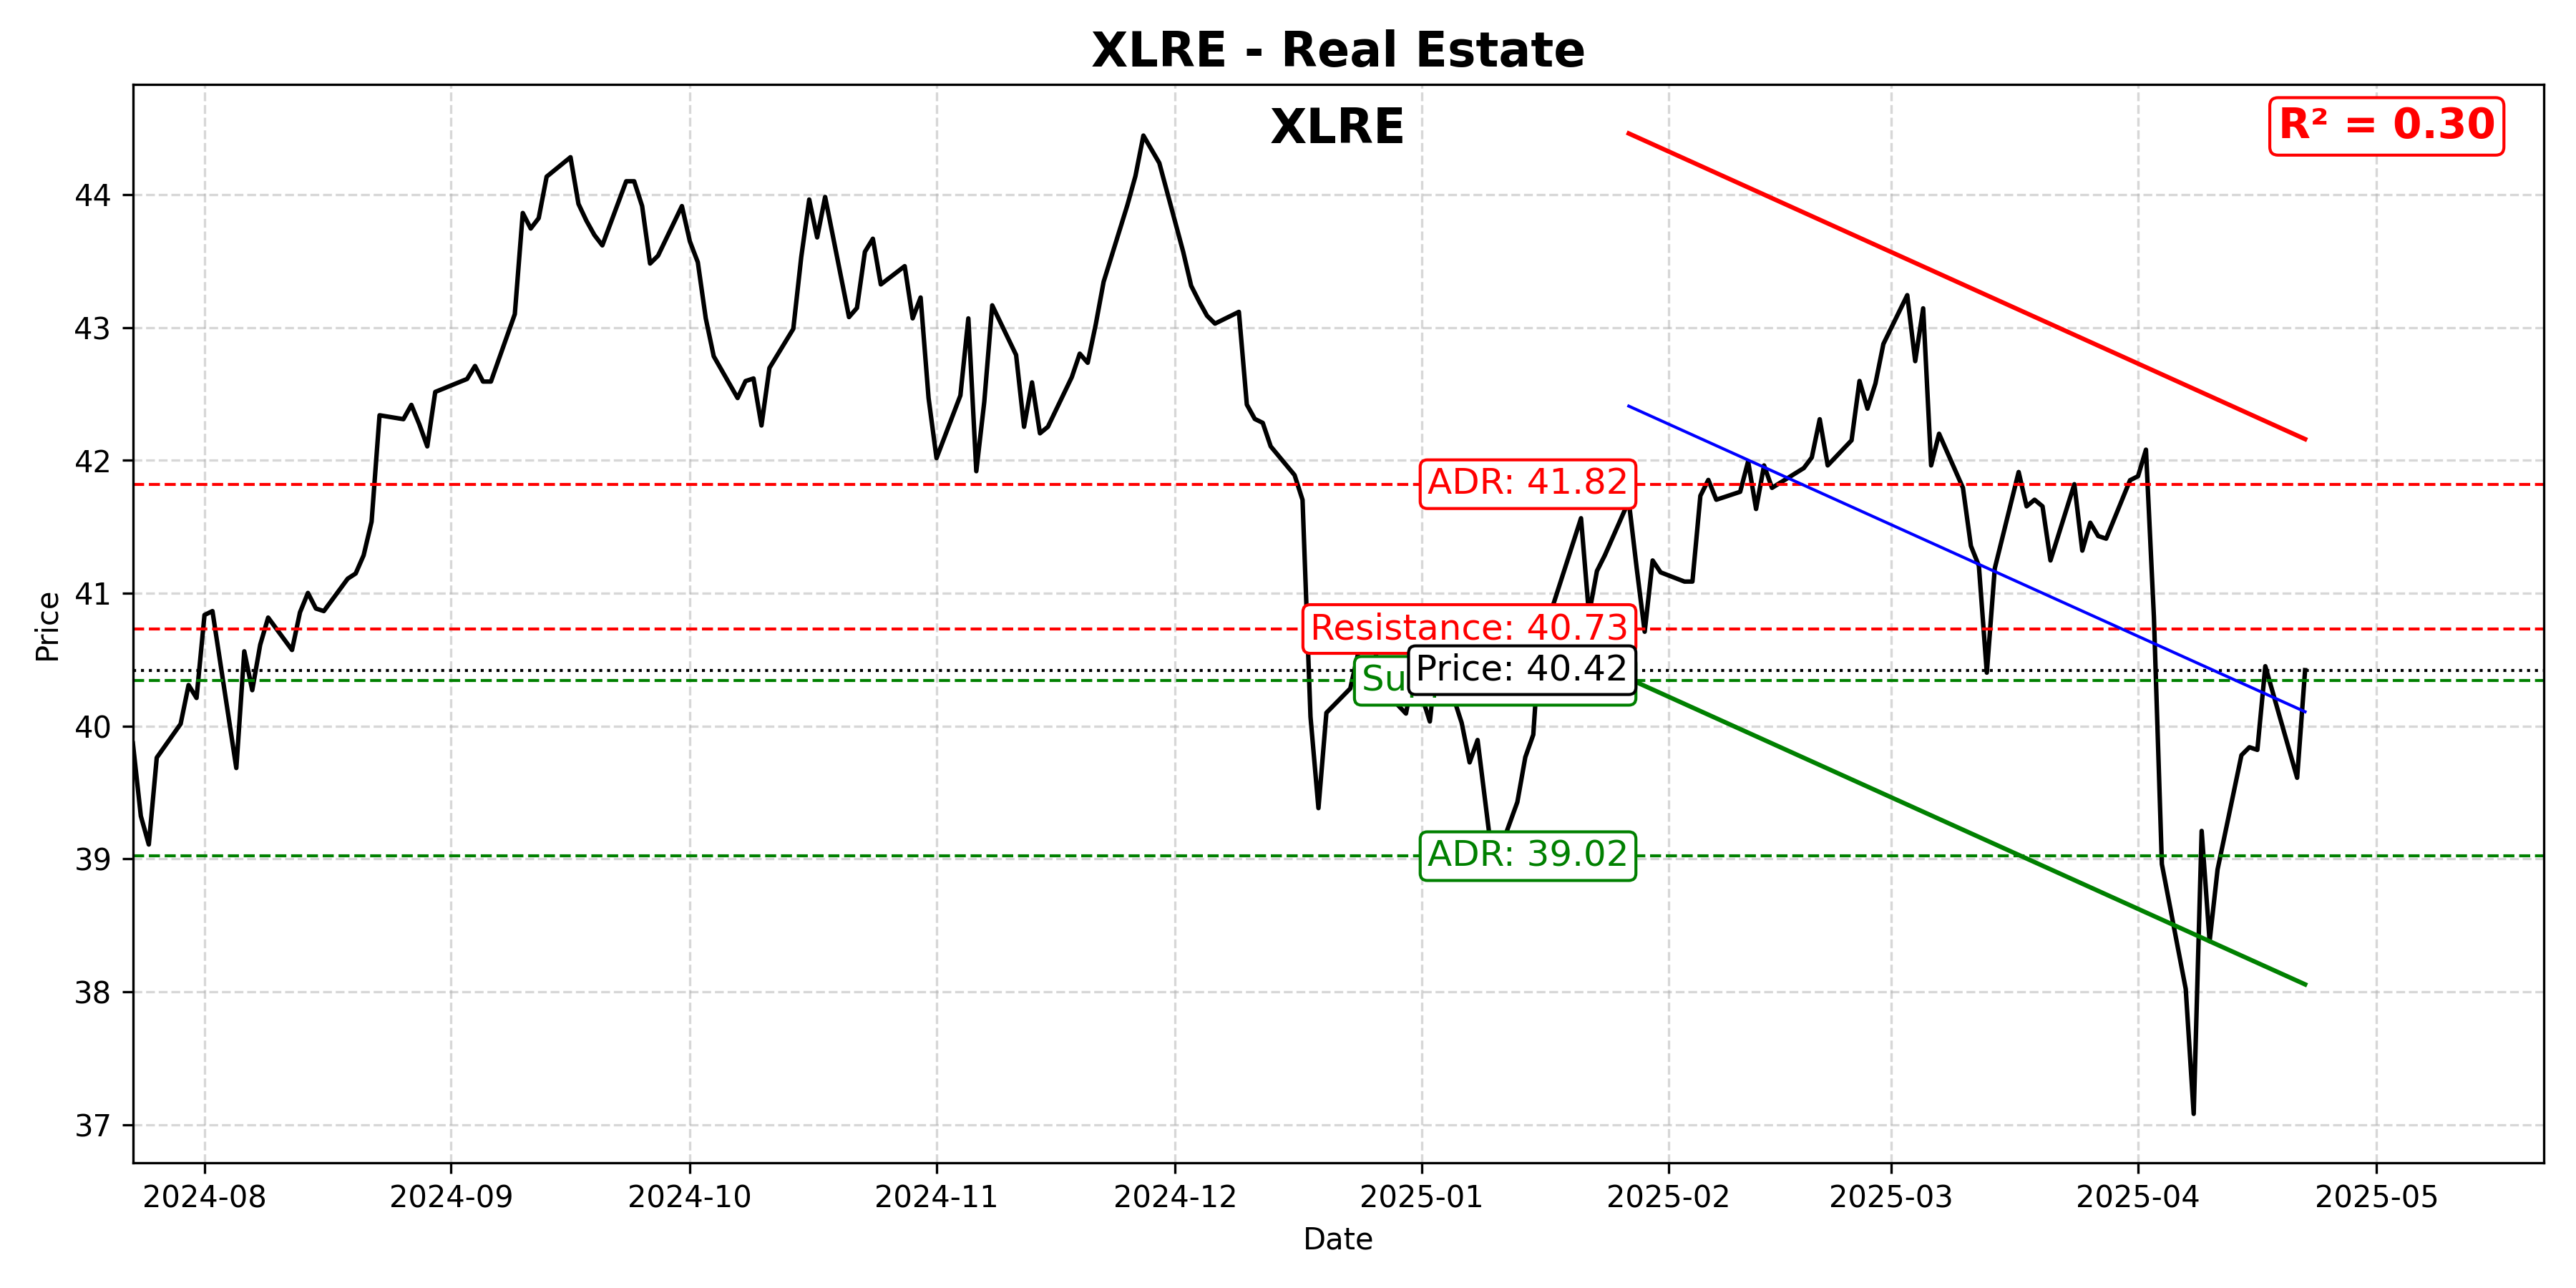 XLRE - Real Estate
XLRE
R² = 0.30
44
43
42
41
40
39
38
37
Price
ADR: 41.82
Resistance: 40.73
Price: 40.42
ADR: 39.02
2024-08 2024-09 2024-10 2024-11 2024-12 2025-01 2025-02 2025-03 2025-04 2025-05
Date